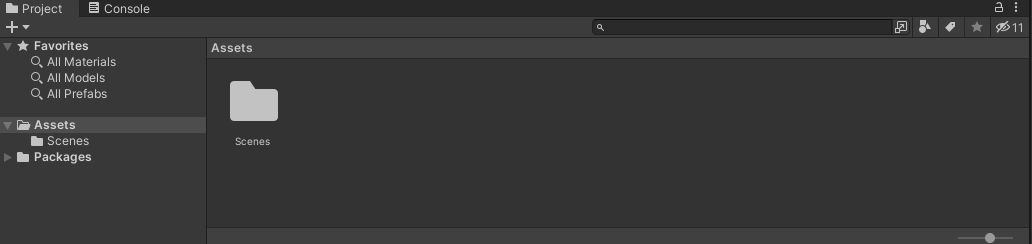 Project Console
11
Favorites
All Materials
All Models
All Prefabs
Assets
Scenes
Packages
Assets
Scenes